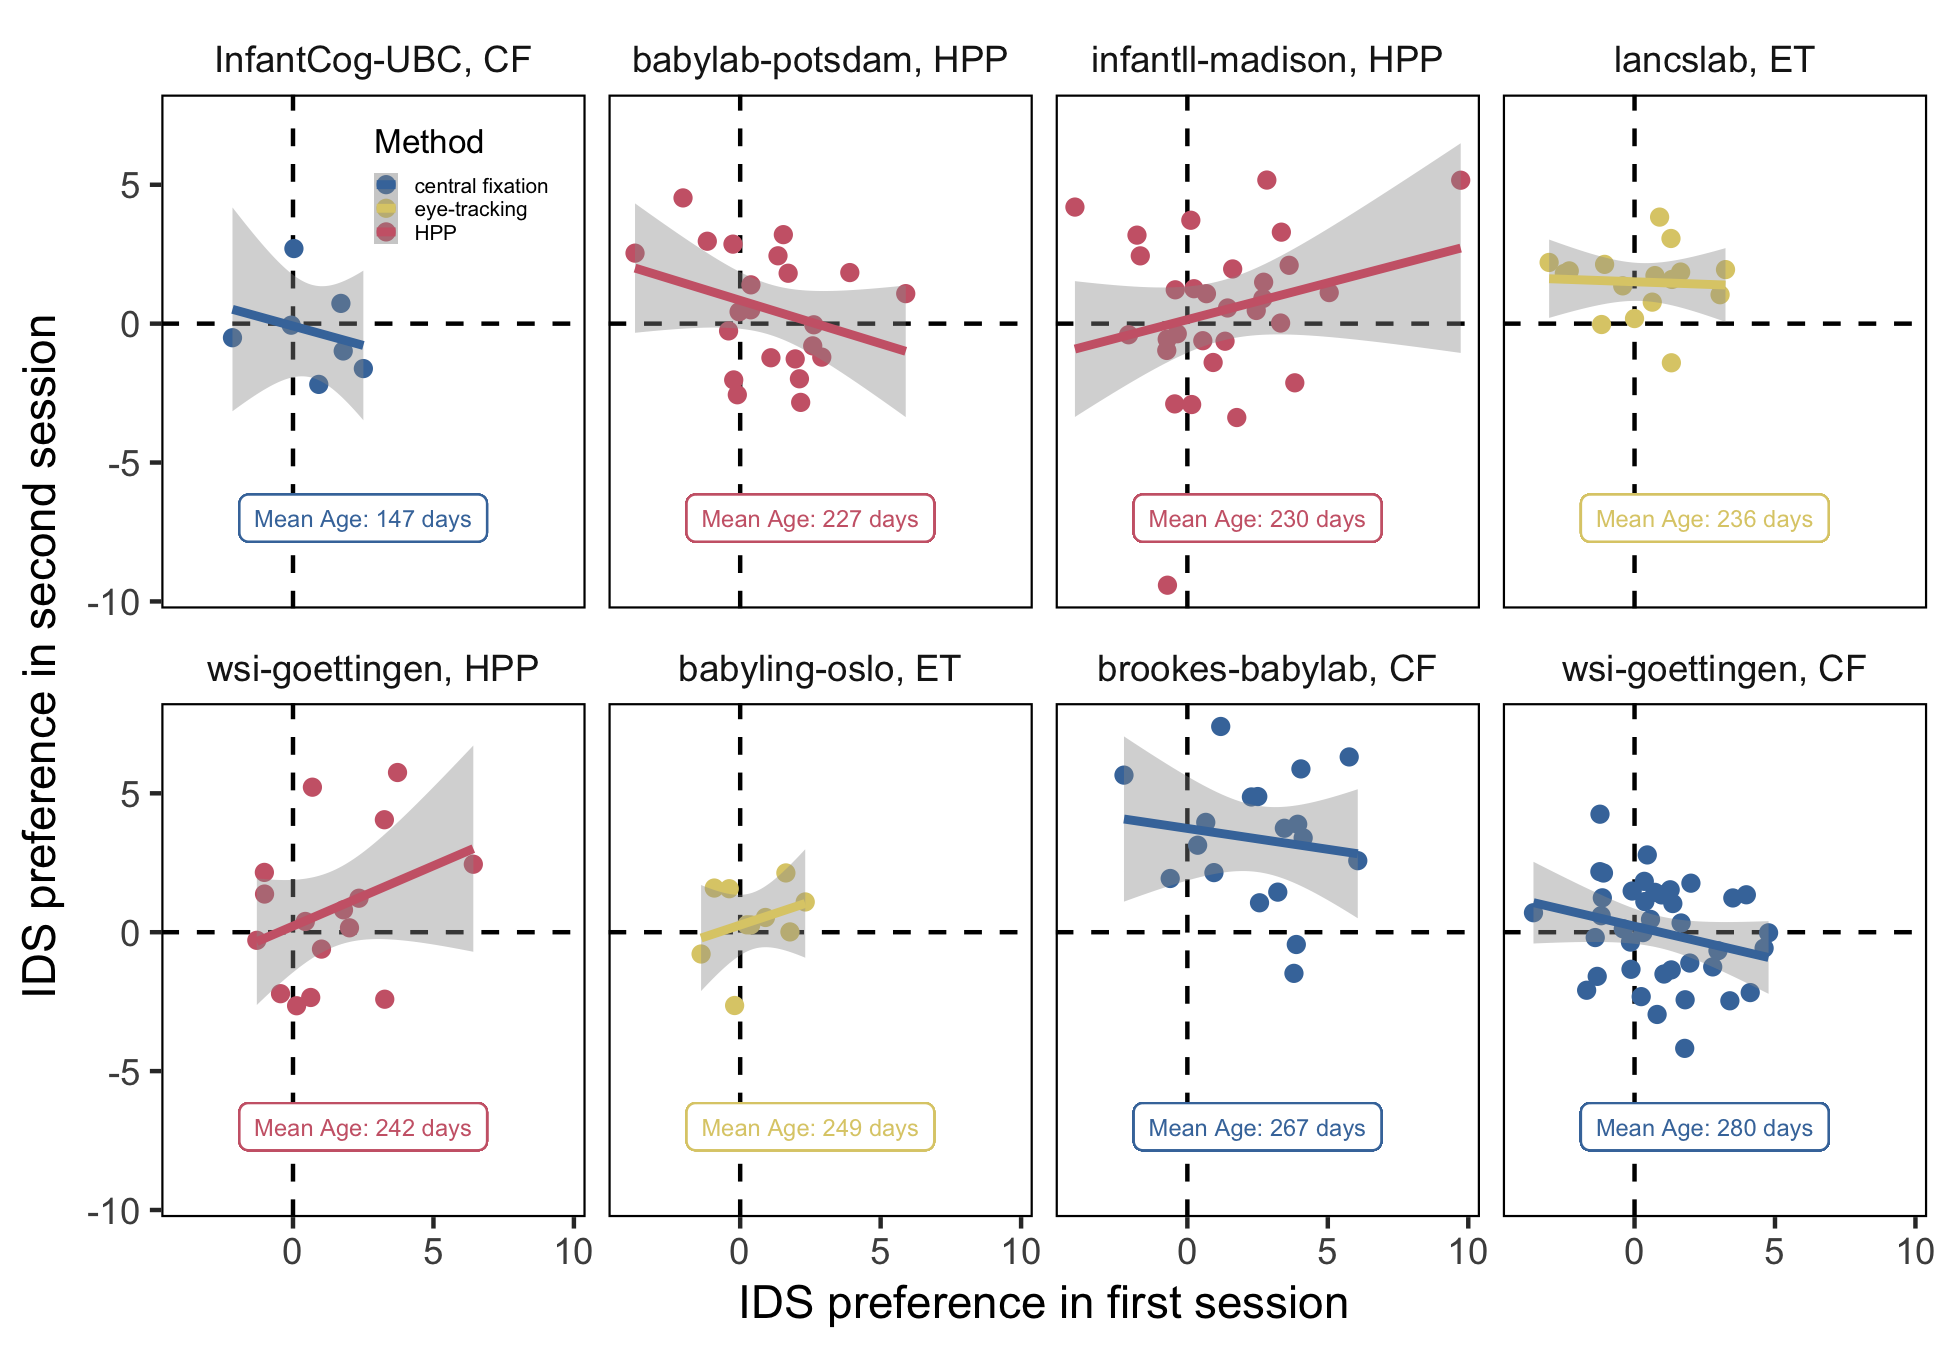 InfantCog-UBC, CF
babylab-potsdam, HPP
infantll-madison, HPP
lancslab, ET
Method
central fixation
eye-tracking
HPP
5
0
-5
-10
Mean Age: 147 days
Mean Age: 227 days
Mean Age: 230 days
Mean Age: 236 days
IDS preference in second session
wsi-goettingen, HPP
babyling-oslo, ET
brookes-babylab, CF
wsi-goettingen, CF
5
0
-5
-10
Mean Age: 242 days
Mean Age: 249 days
Mean Age: 267 days
Mean Age: 280 days
0 5 10
0 5 10
0 5 10
0 5 10
IDS preference in first session